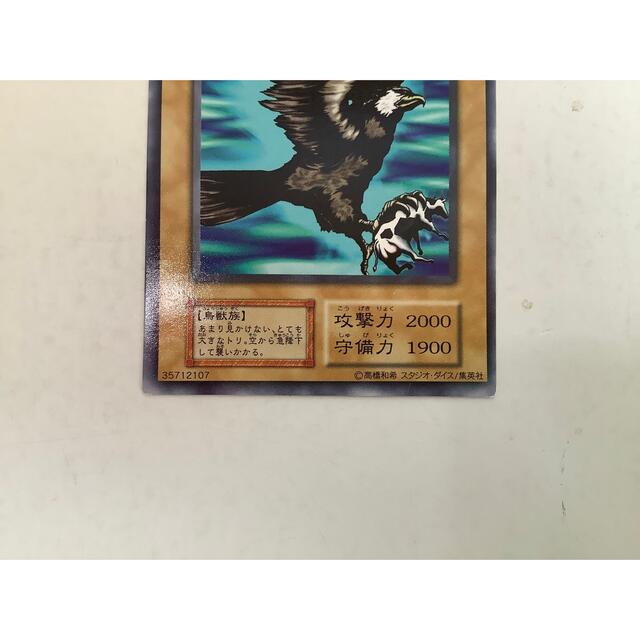 【鳥獣族】
あまり見かけない、とても
大きなトリ。空から急降下
して襲いかかる。
35712107
こう げき りょく
攻撃力 2000
しゅ び りょく
守備力 1900
©高橋和希 スタジオ・ダイス/集英社